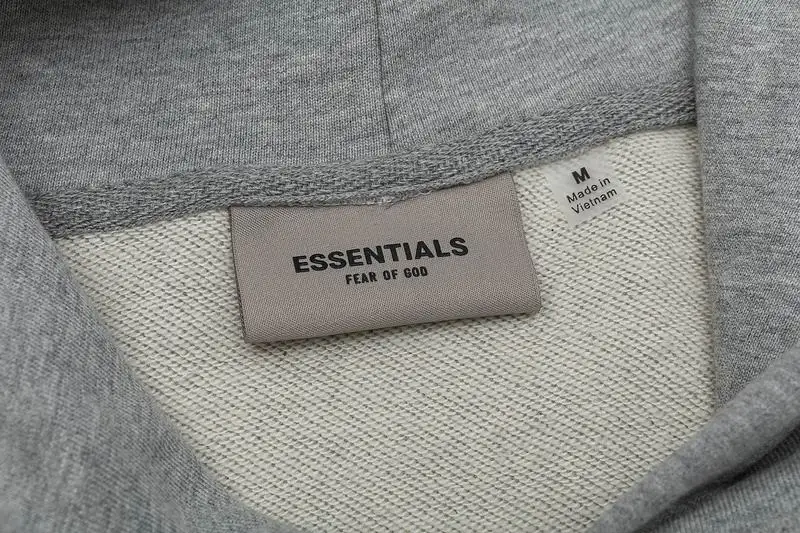 ESSENTIALS
FEAR OF GOD
M
Made in
Vietnam